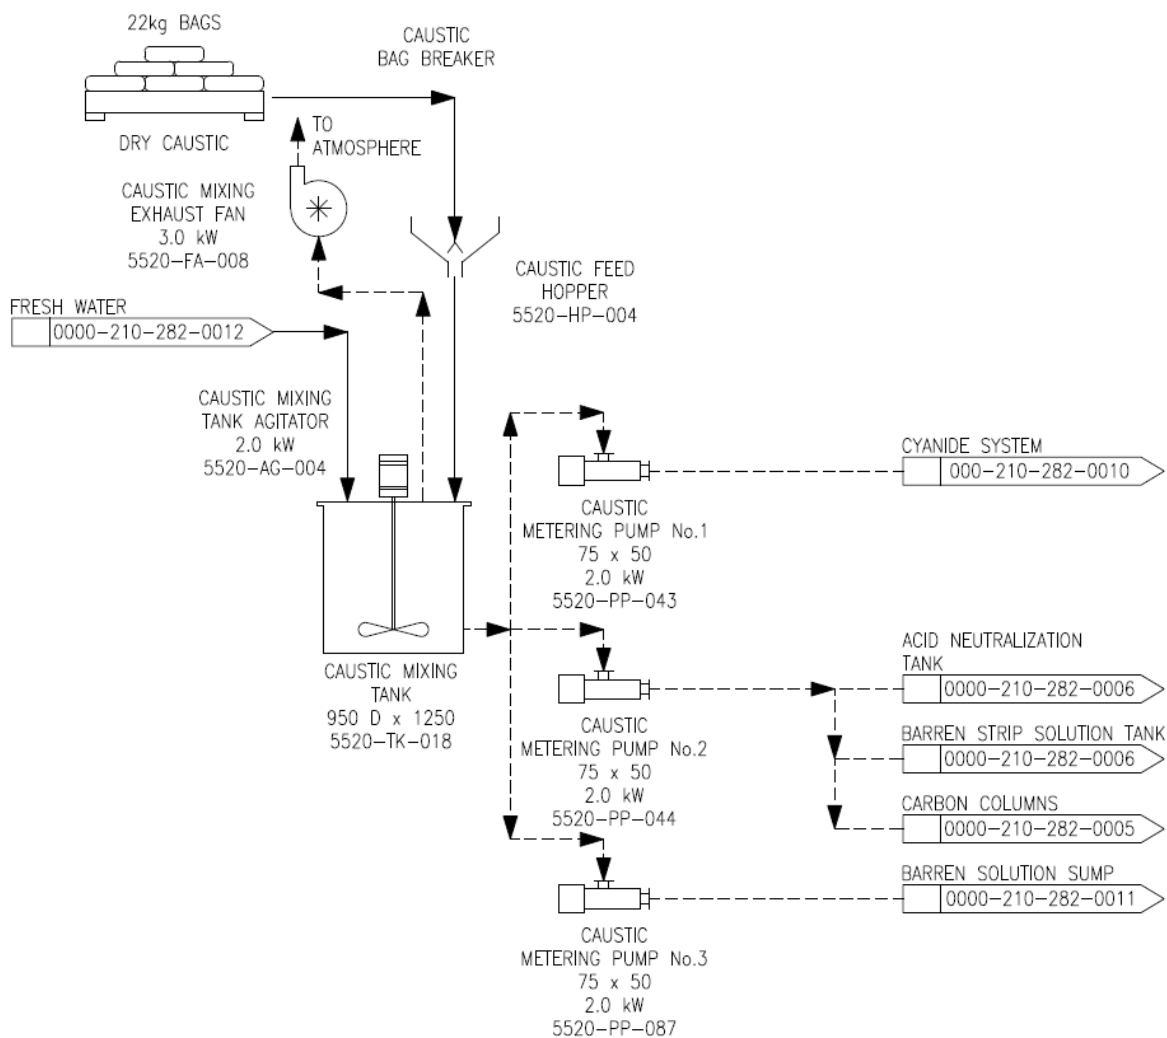 22kg BAGS
DRY CAUSTIC
CAUSTIC
BAG BREAKER
TO
ATMOSPHERE
CAUSTIC MIXING
EXHAUST FAN
3.0 kW
5520-FA-008
CAUSTIC FEED
HOPPER
5520-HP-004
FRESH WATER
0000-210-282-0012
CAUSTIC MIXING
TANK AGITATOR
2.0 kW
5520-AG-004
CAUSTIC MIXING
TANK
950 D x 1250
5520-TK-018
CAUSTIC
METERING PUMP No.1
75 x 50
2.0 kW
5520-PP-043
CYANIDE SYSTEM
000-210-282-0010
CAUSTIC
METERING PUMP No.2
75 x 50
2.0 kW
5520-PP-044
ACID NEUTRALIZATION
TANK
0000-210-282-0006
BARREN STRIP SOLUTION TANK
0000-210-282-0006
CARBON COLUMNS
0000-210-282-0005
BARREN SOLUTION SUMP
0000-210-282-0011
CAUSTIC
METERING PUMP No.3
75 x 50
2.0 kW
5520-PP-087